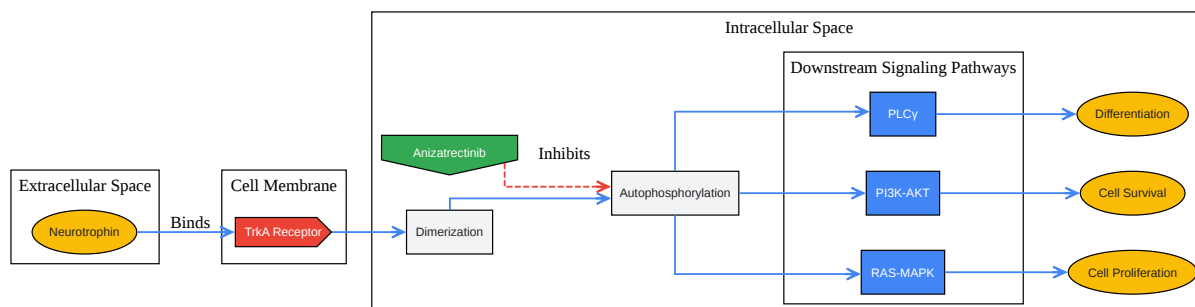 Intracellular Space
Downstream Signaling Pathways
PLCγ
Differentiation
Anizatrectinib
Inhibits
Extracellular Space
Cell Membrane
Autophosphorylation
PI3K-AKT
Cell Survival
Neurotrophin
Binds
TrkA Receptor
Dimerization
RAS-MAPK
Cell Proliferation